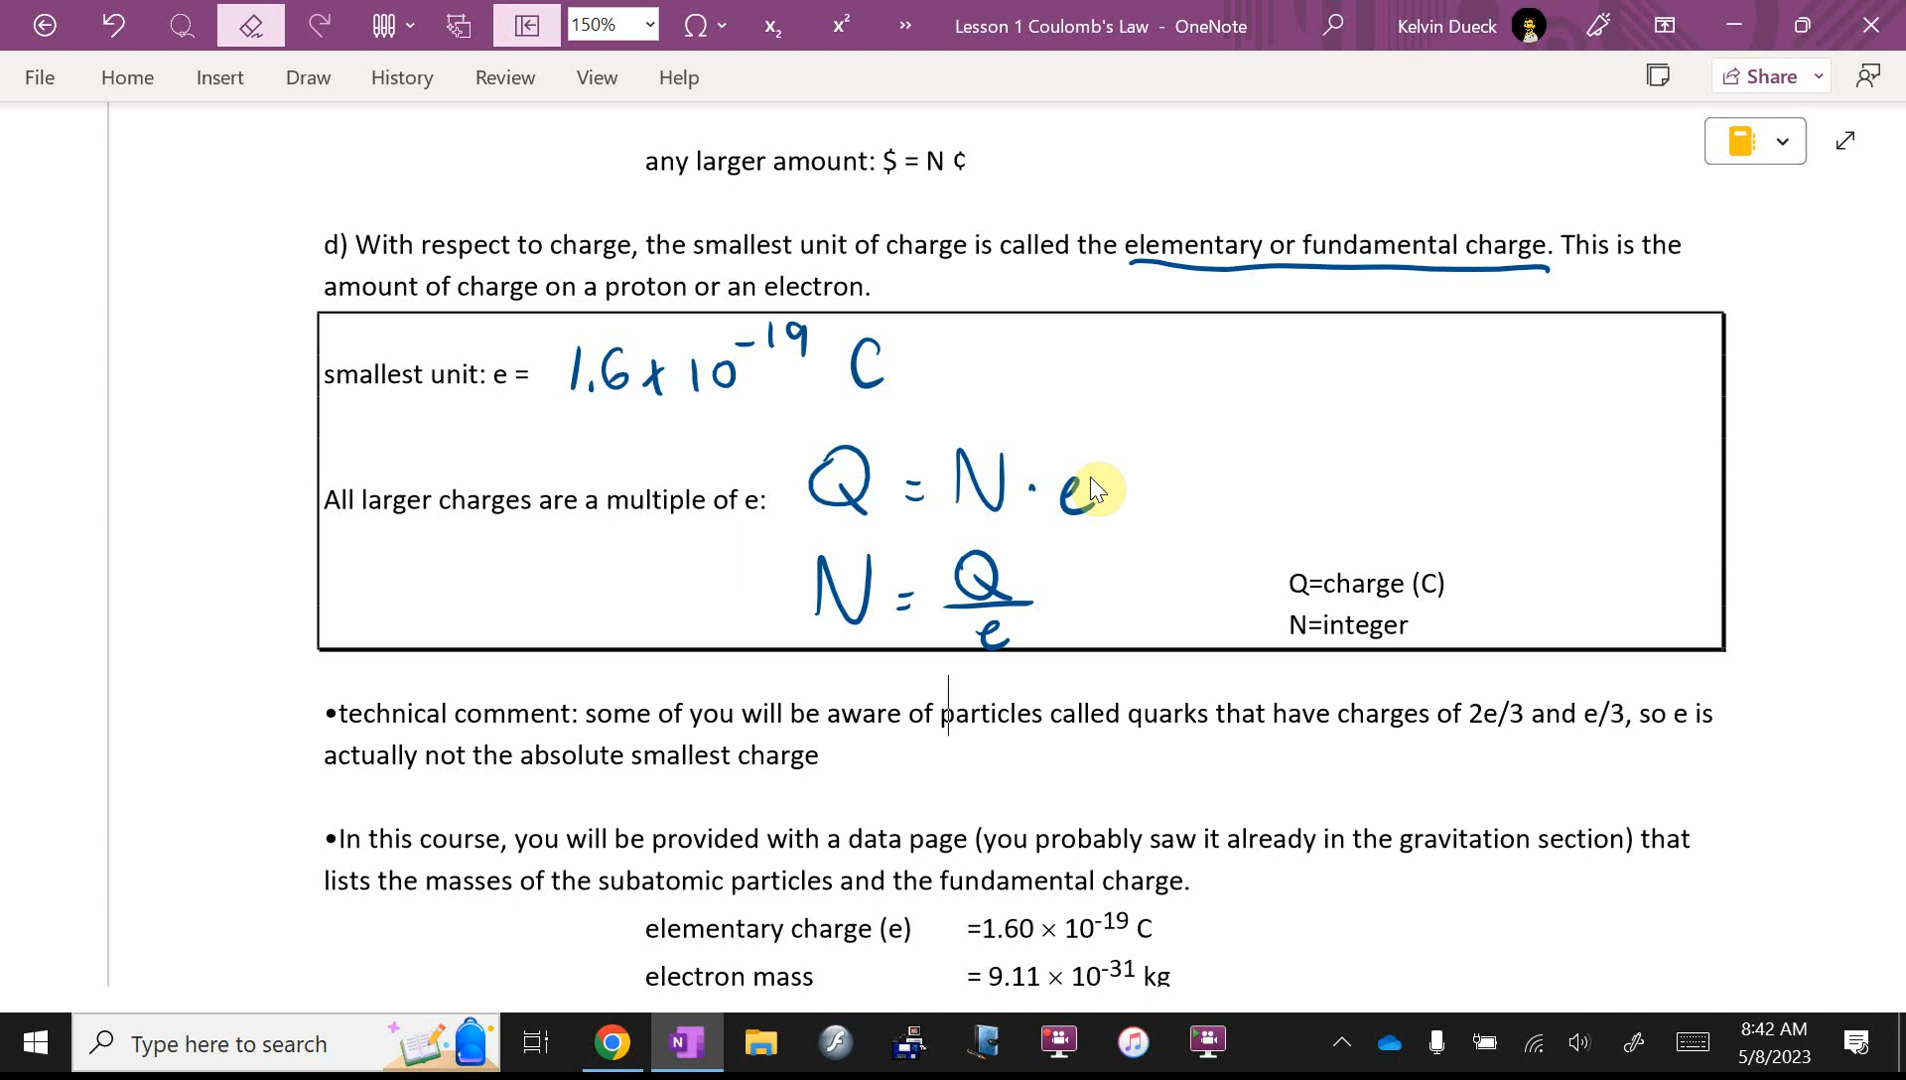 150%
Ω
x₂
x²
»
Lesson 1 Coulomb's Law - OneNote
Kelvin Dueck
File
Home
Insert
Draw
History
Review
View
Help
Share
any larger amount: $ = N ¢
d) With respect to charge, the smallest unit of charge is called the elementary or fundamental charge. This is the
amount of charge on a proton or an electron.
smallest unit: e = 1.6 x 10⁻¹⁹ C
All larger charges are a multiple of e: Q = N · e
N = Q/e
Q=charge (C)
N=integer
•technical comment: some of you will be aware of particles called quarks that have charges of 2e/3 and e/3, so e is
actually not the absolute smallest charge
•In this course, you will be provided with a data page (you probably saw it already in the gravitation section) that
lists the masses of the subatomic particles and the fundamental charge.
elementary charge (e) =1.60 × 10⁻¹⁹ C
electron mass = 9.11 × 10⁻³¹ kg
Type here to search
8:42 AM
5/8/2023